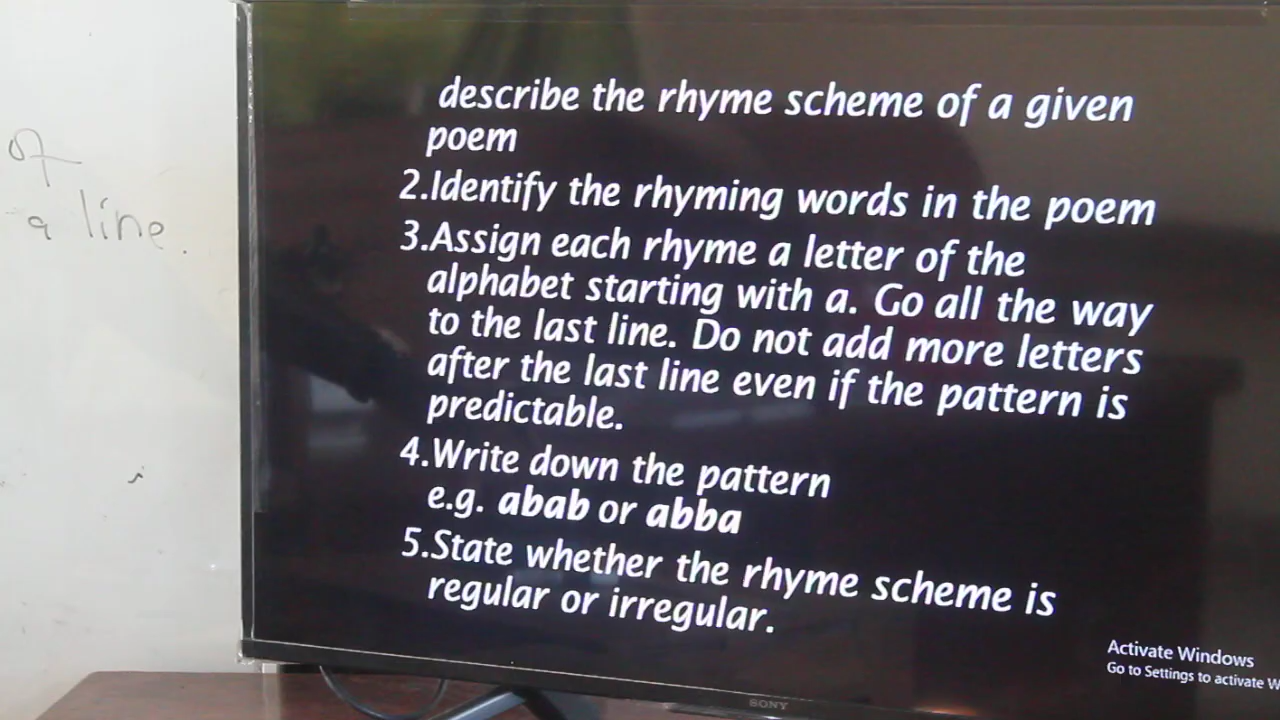 of
a line.
describe the rhyme scheme of a given
poem
2.Identify the rhyming words in the poem
3.Assign each rhyme a letter of the
alphabet starting with a. Go all the way
to the last line. Do not add more letters
after the last line even if the pattern is
predictable.
4.Write down the pattern
e.g. abab or abba
5.State whether the rhyme scheme is
regular or irregular.
Activate Windows
Go to Settings to activate W
SONY